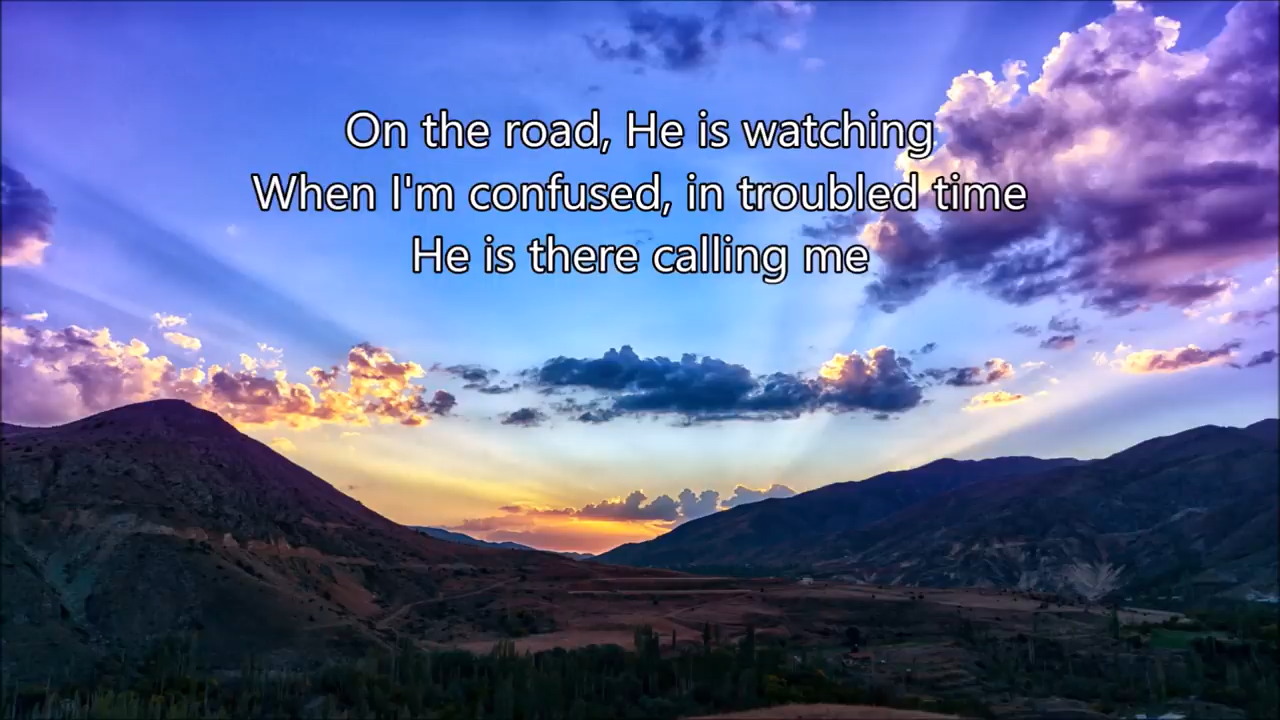 On the road, He is watching
When I'm confused, in troubled time
He is there calling me